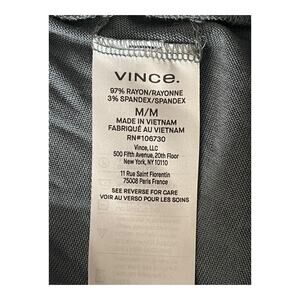 VINCE.
97% RAYON/RAYONNE
3% SPANDEX/SPANDEX
M/M
MADE IN VIETNAM
FABRIQUÉ AU VIETNAM
RN#106730
Vince, LLC
500 Fifth Avenue, 20th Floor
New York, NY 10110
11 Rue Saint Florentin
75008 Paris France
SEE REVERSE FOR CARE
VOIR AU VERSO POUR LES SOINS